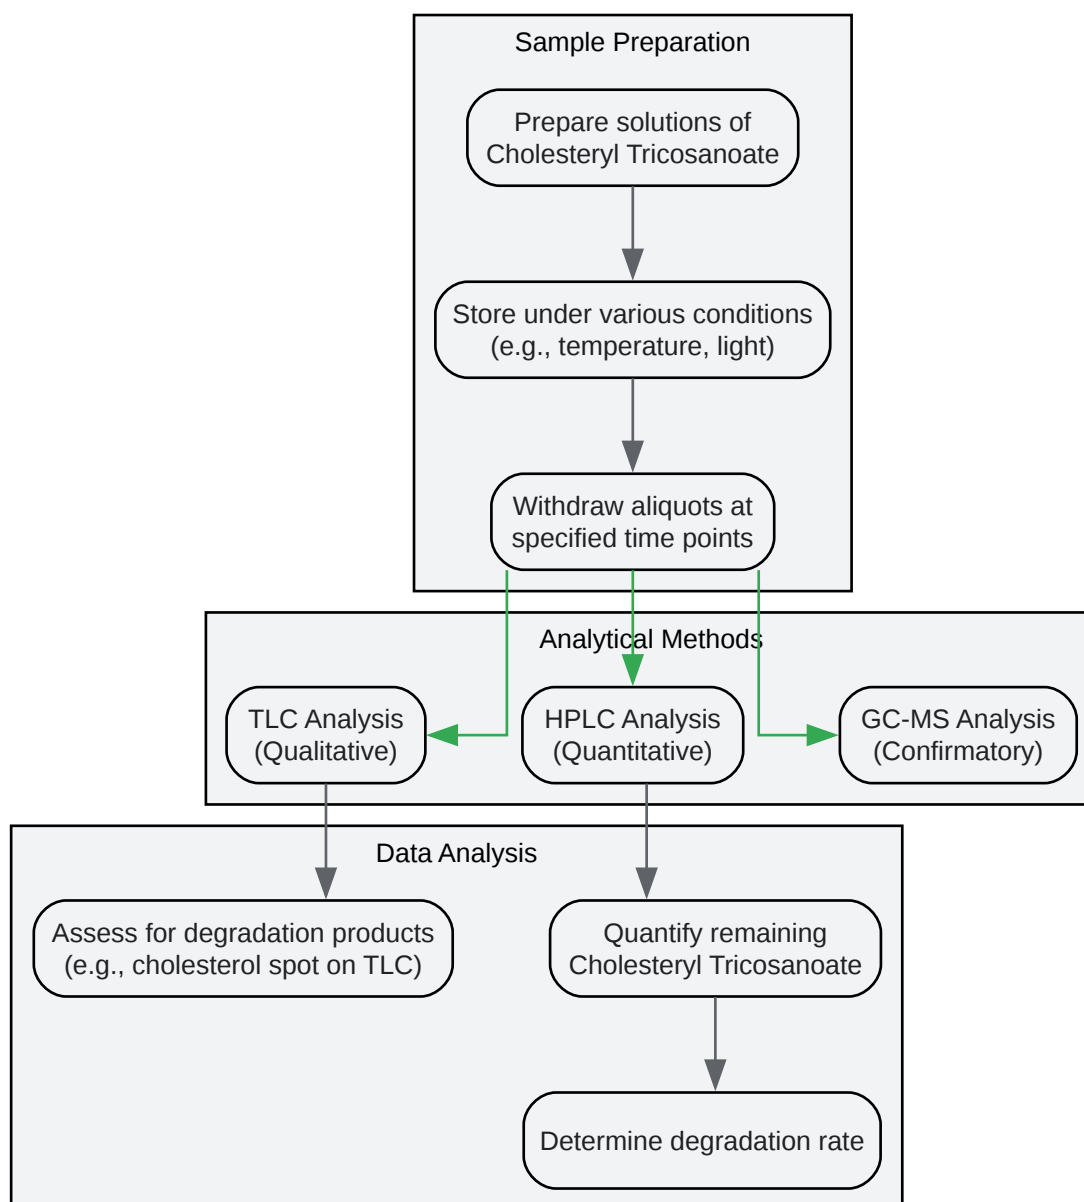 Sample Preparation
Prepare solutions of
Cholesteryl Tricosanoate
Store under various conditions
(e.g., temperature, light)
Withdraw aliquots at
specified time points
Analytical Methods
TLC Analysis
(Qualitative)
HPLC Analysis
(Quantitative)
GC-MS Analysis
(Confirmatory)
Data Analysis
Assess for degradation products
(e.g., cholesterol spot on TLC)
Quantify remaining
Cholesteryl Tricosanoate
Determine degradation rate